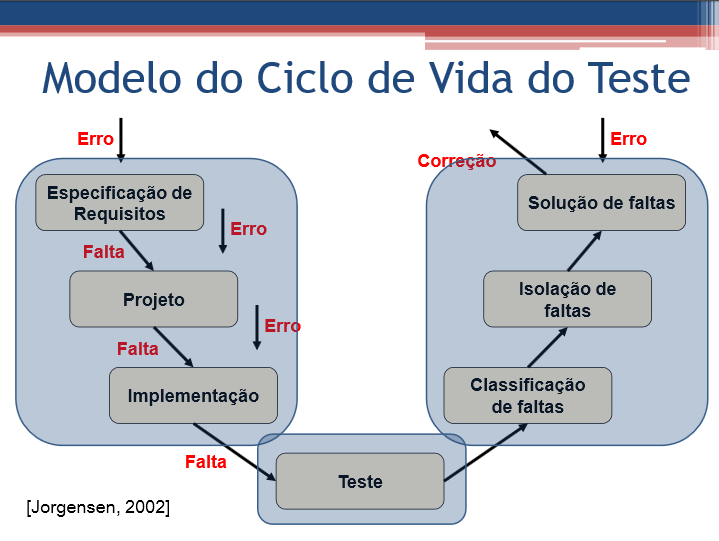 Modelo do Ciclo de Vida do Teste
Erro
Especificação de
Requisitos
Erro
Falta
Projeto
Erro
Falta
Implementação
Falta
Teste
Classificação
de faltas
Isolação de
faltas
Solução de faltas
Correção
Erro
[Jorgensen, 2002]